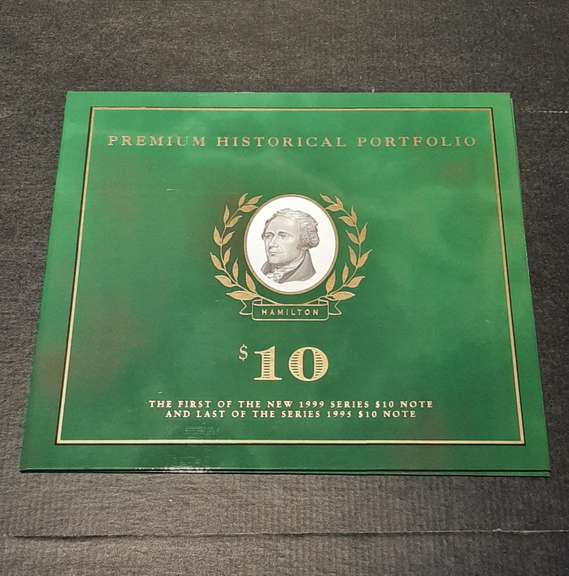 PREMIUM HISTORICAL PORTFOLIO
HAMILTON
$10
THE FIRST OF THE NEW 1999 SERIES $10 NOTE
AND LAST OF THE SERIES 1995 $10 NOTE